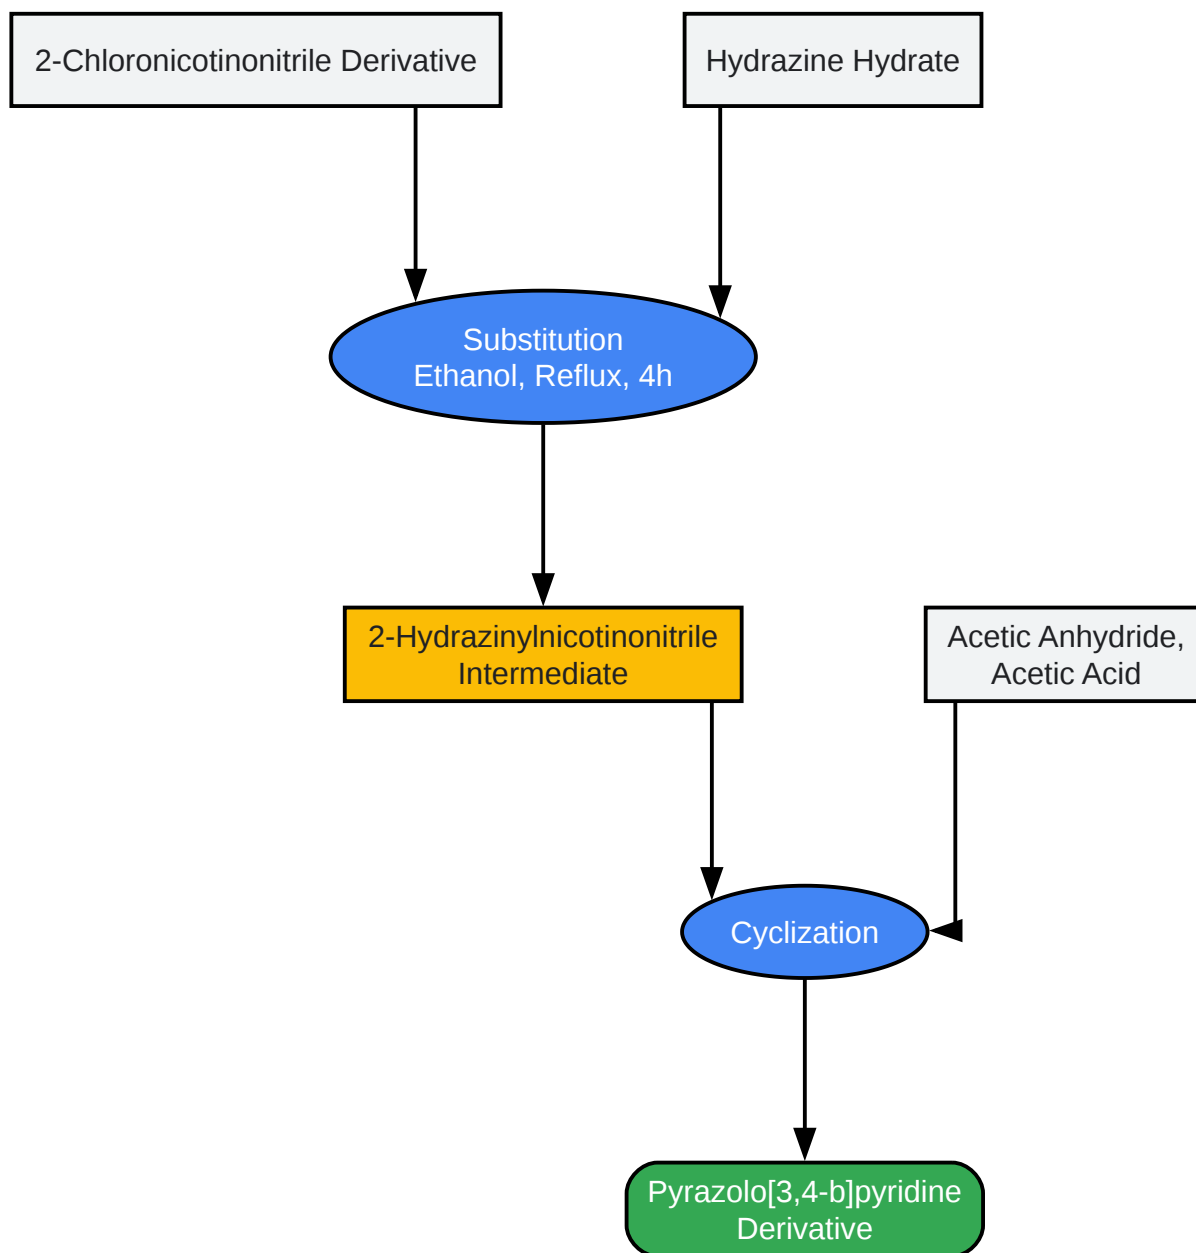 2-Chloronicotinonitrile Derivative
Hydrazine Hydrate
Substitution
Ethanol, Reflux, 4h
2-Hydrazinylnicotinonitrile
Intermediate
Acetic Anhydride,
Acetic Acid
Cyclization
Pyrazolo[3,4-b]pyridine
Derivative